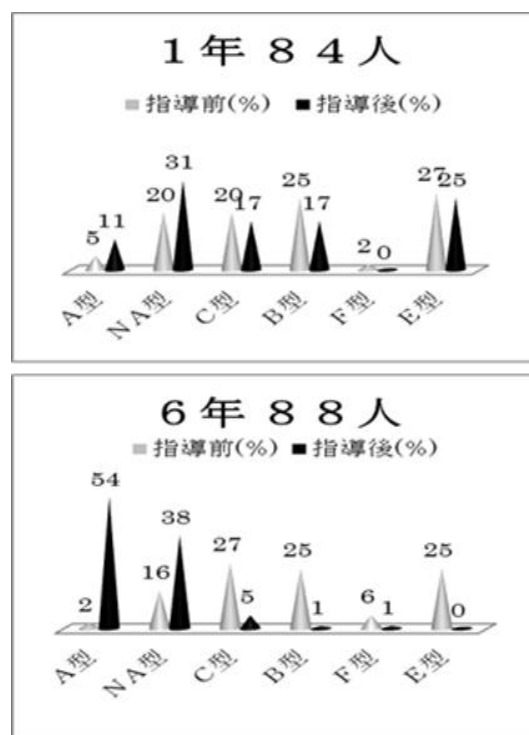 1年84人
指導前(%) 指導後(%)
5 11 20 31 20 17 25 17 2 0 27 25
A型 NA型 C型 B型 F型 E型
6年88人
指導前(%) 指導後(%)
2 54 16 38 27 5 25 1 6 1 25 0
A型 NA型 C型 B型 F型 E型